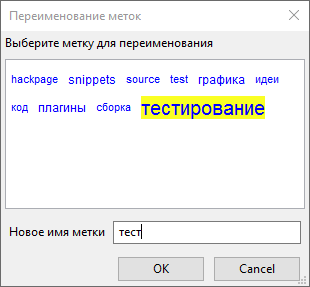 Переименование меток
Выберите метку для переименования
hackpage snippets source test графика идеи
код плагины сборка тестирование
Новое имя метки тест
OK Cancel